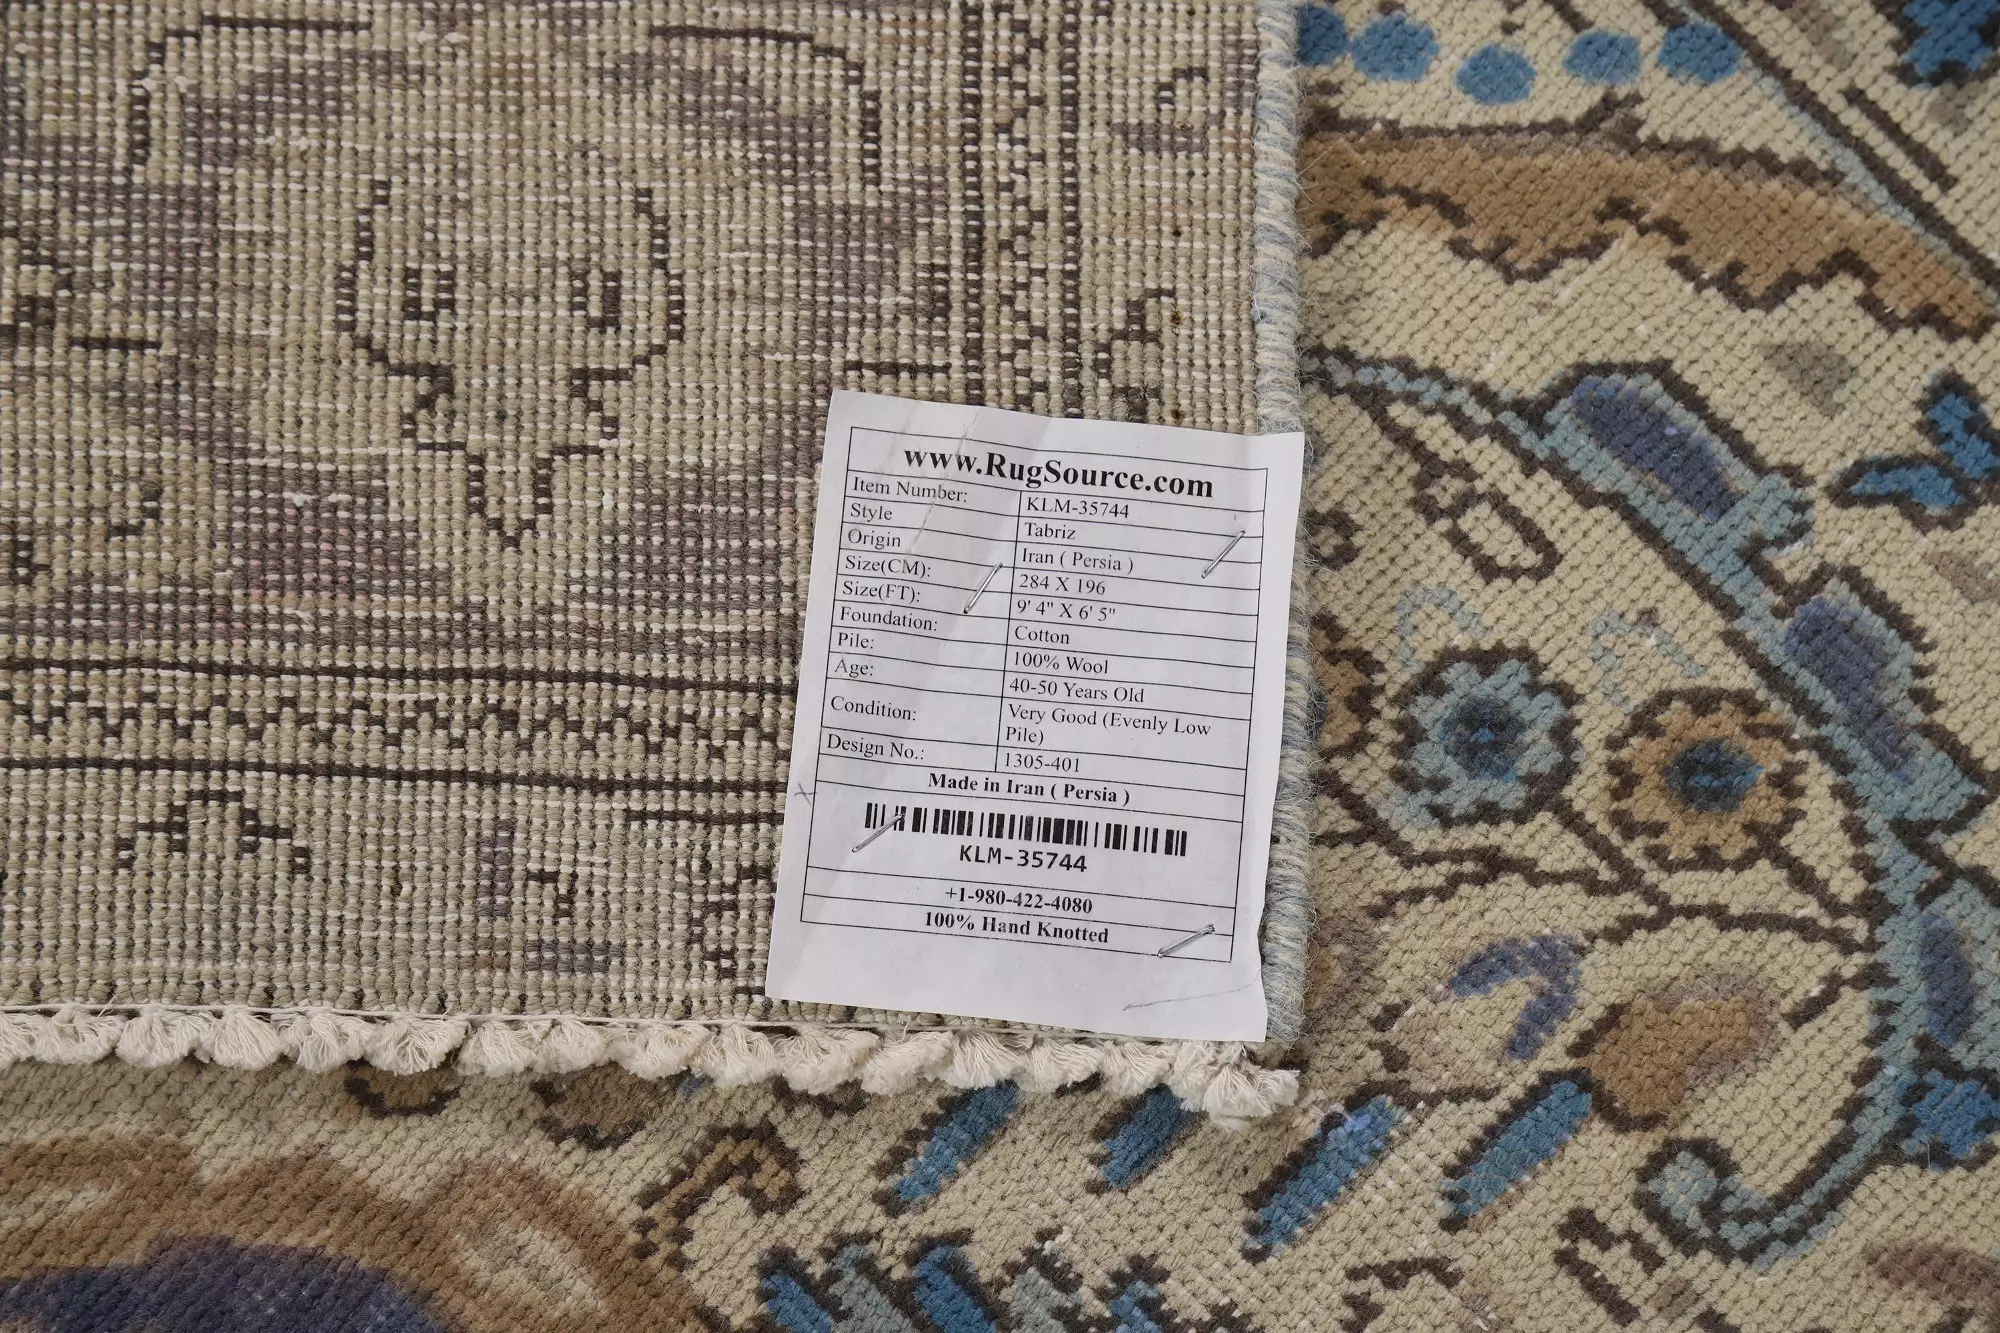 www.RugSource.com
Item Number: KLM-35744
Style Tabriz
Origin Iran ( Persia )
Size(CM): 284 X 196
Size(FT): 9' 4" X 6' 5"
Foundation: Cotton
Pile: 100% Wool
Age: 40-50 Years Old
Condition: Very Good (Evenly Low
Pile)
Design No.: 1305-401
Made in Iran ( Persia )
KLM-35744
+1-980-422-4080
100% Hand Knotted